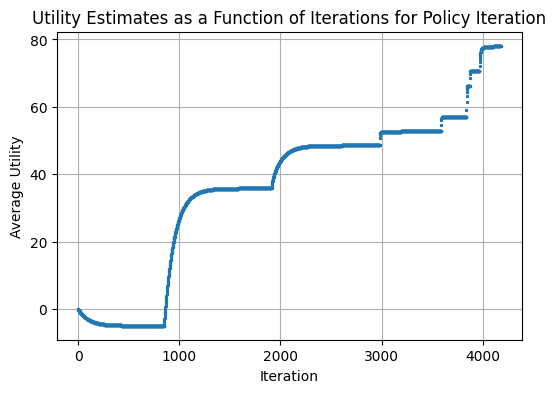 Utility Estimates as a Function of Iterations for Policy Iteration
80
60
40
20
0
Average Utility
0 1000 2000 3000 4000
Iteration